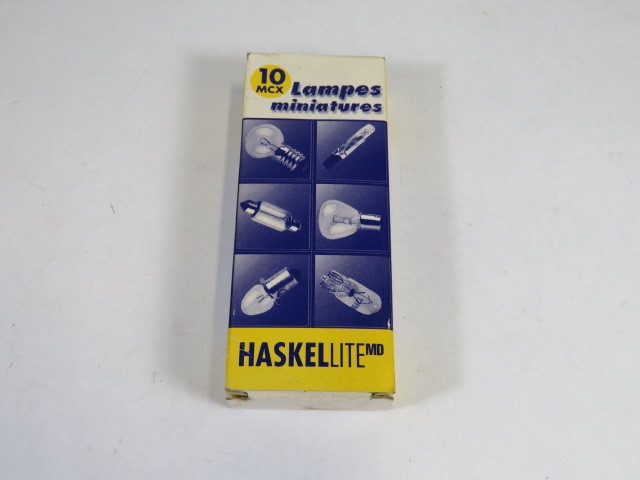 10
MCX
Lampes
miniatures
HASKELLITE MD